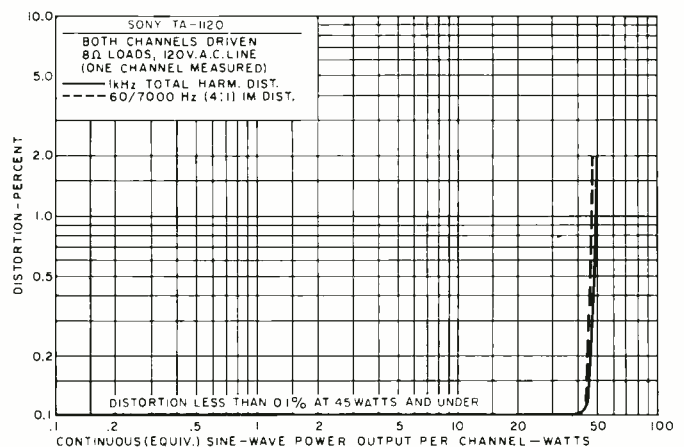 SONY TA-1120
BOTH CHANNELS DRIVEN
8Ω LOADS, 120V.A.C. LINE
(ONE CHANNEL MEASURED)
1kHz TOTAL HARM. DIST.
60/7000 Hz (4:1) IM DIST.
10.0
5.0
2.0
1.0
0.5
0.2
0.1
DISTORTION-PERCENT
DISTORTION LESS THAN 0.1% AT 45 WATTS AND UNDER
.1 .2 .5 1 2 5 10 20 50 100
CONTINUOUS (EQUIV.) SINE-WAVE POWER OUTPUT PER CHANNEL-WATTS